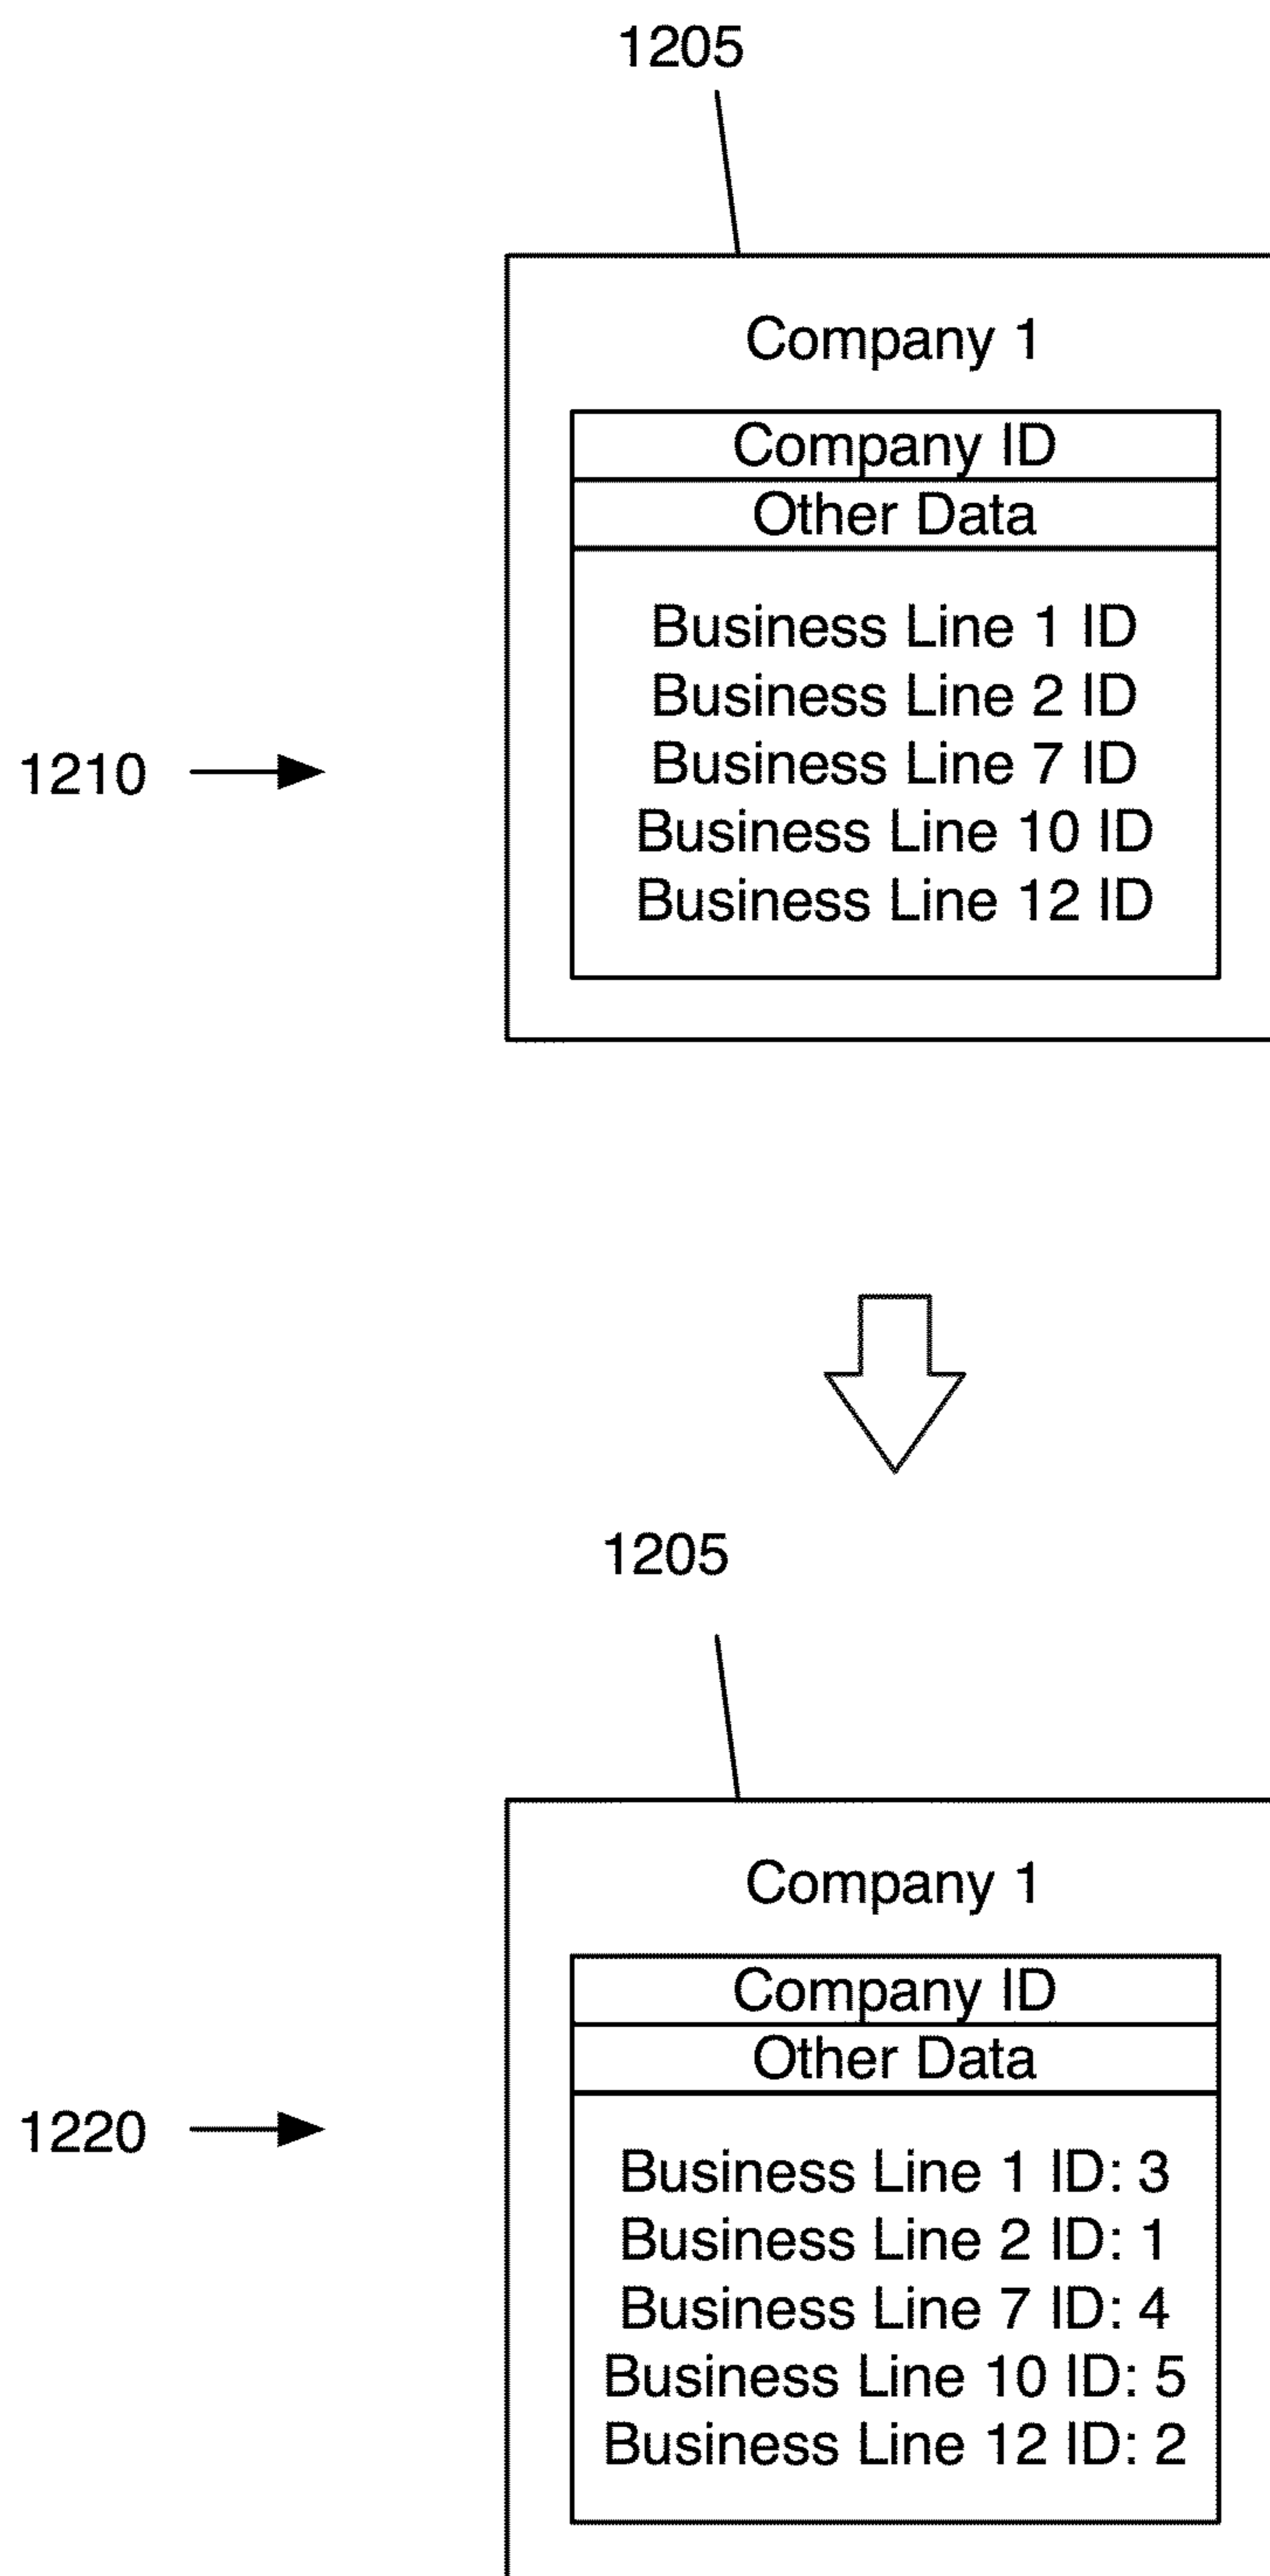 1205
Company 1
Company ID
Other Data
Business Line 1 ID
Business Line 2 ID
1210
Business Line 7 ID
Business Line 10 ID
Business Line 12 ID
1205
Company 1
Company ID
Other Data
1220
Business Line 1 ID: 3
Business Line 2 ID: 1
Business Line 7 ID: 4
Business Line 10 ID: 5
Business Line 12 ID: 2